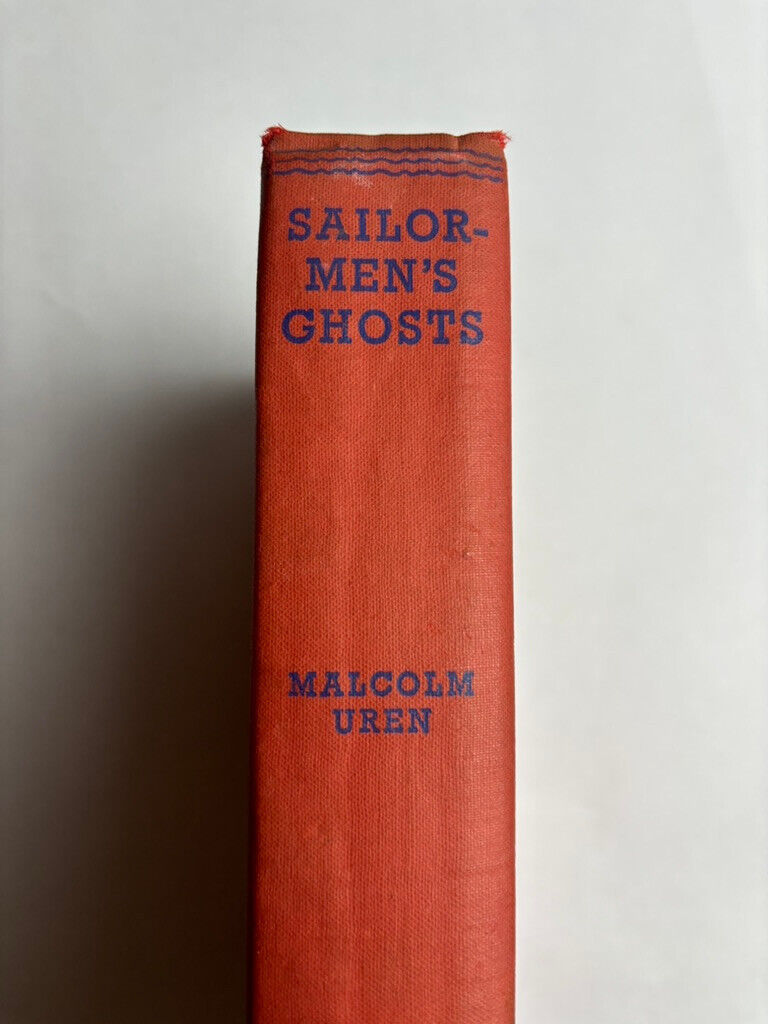 SAILOR-
MEN'S
GHOSTS
MALCOLM
UREN